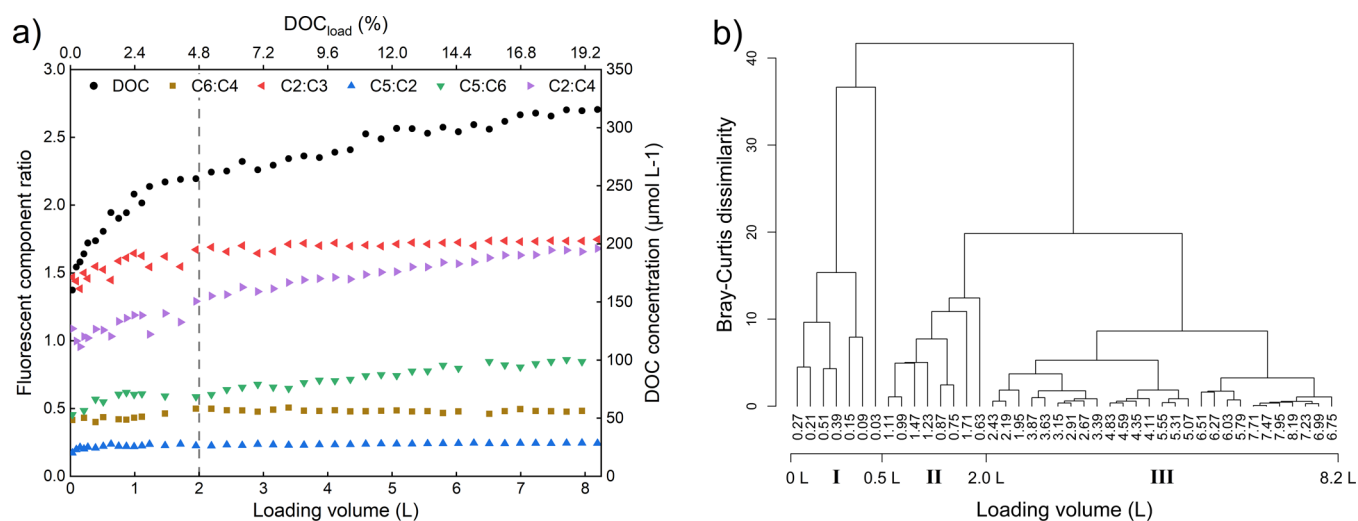 a)
DOCload (%)
0.0 2.4 4.8 7.2 9.6 12.0 14.4 16.8 19.2
3.0 350
DOC C6:C4 C2:C3 C5:C2 C5:C6 C2:C4
2.5 300
2.0 250
200
1.5
150
1.0
100
0.5 50
0.0 0
0 1 2 3 4 5 6 7 8
Loading volume (L)
Fluorescent component ratio
DOC concentration (µmol L-1)
b)
Bray-Curtis dissimilarity
40
30
20
10
0
0.27 0.21 0.51 0.39 0.15 0.09 0.03 1.11 0.99 1.47 1.23 0.87 0.75 1.71 0.63 2.43 2.19 1.95 3.87 3.63 3.15 2.91 2.67 3.39 4.83 4.59 4.35 4.11 5.55 5.31 5.07 6.51 6.27 6.03 5.79 7.71 7.47 7.95 8.19 7.23 6.99 6.75
0 L I 0.5 L II 2.0 L III 8.2 L
Loading volume (L)